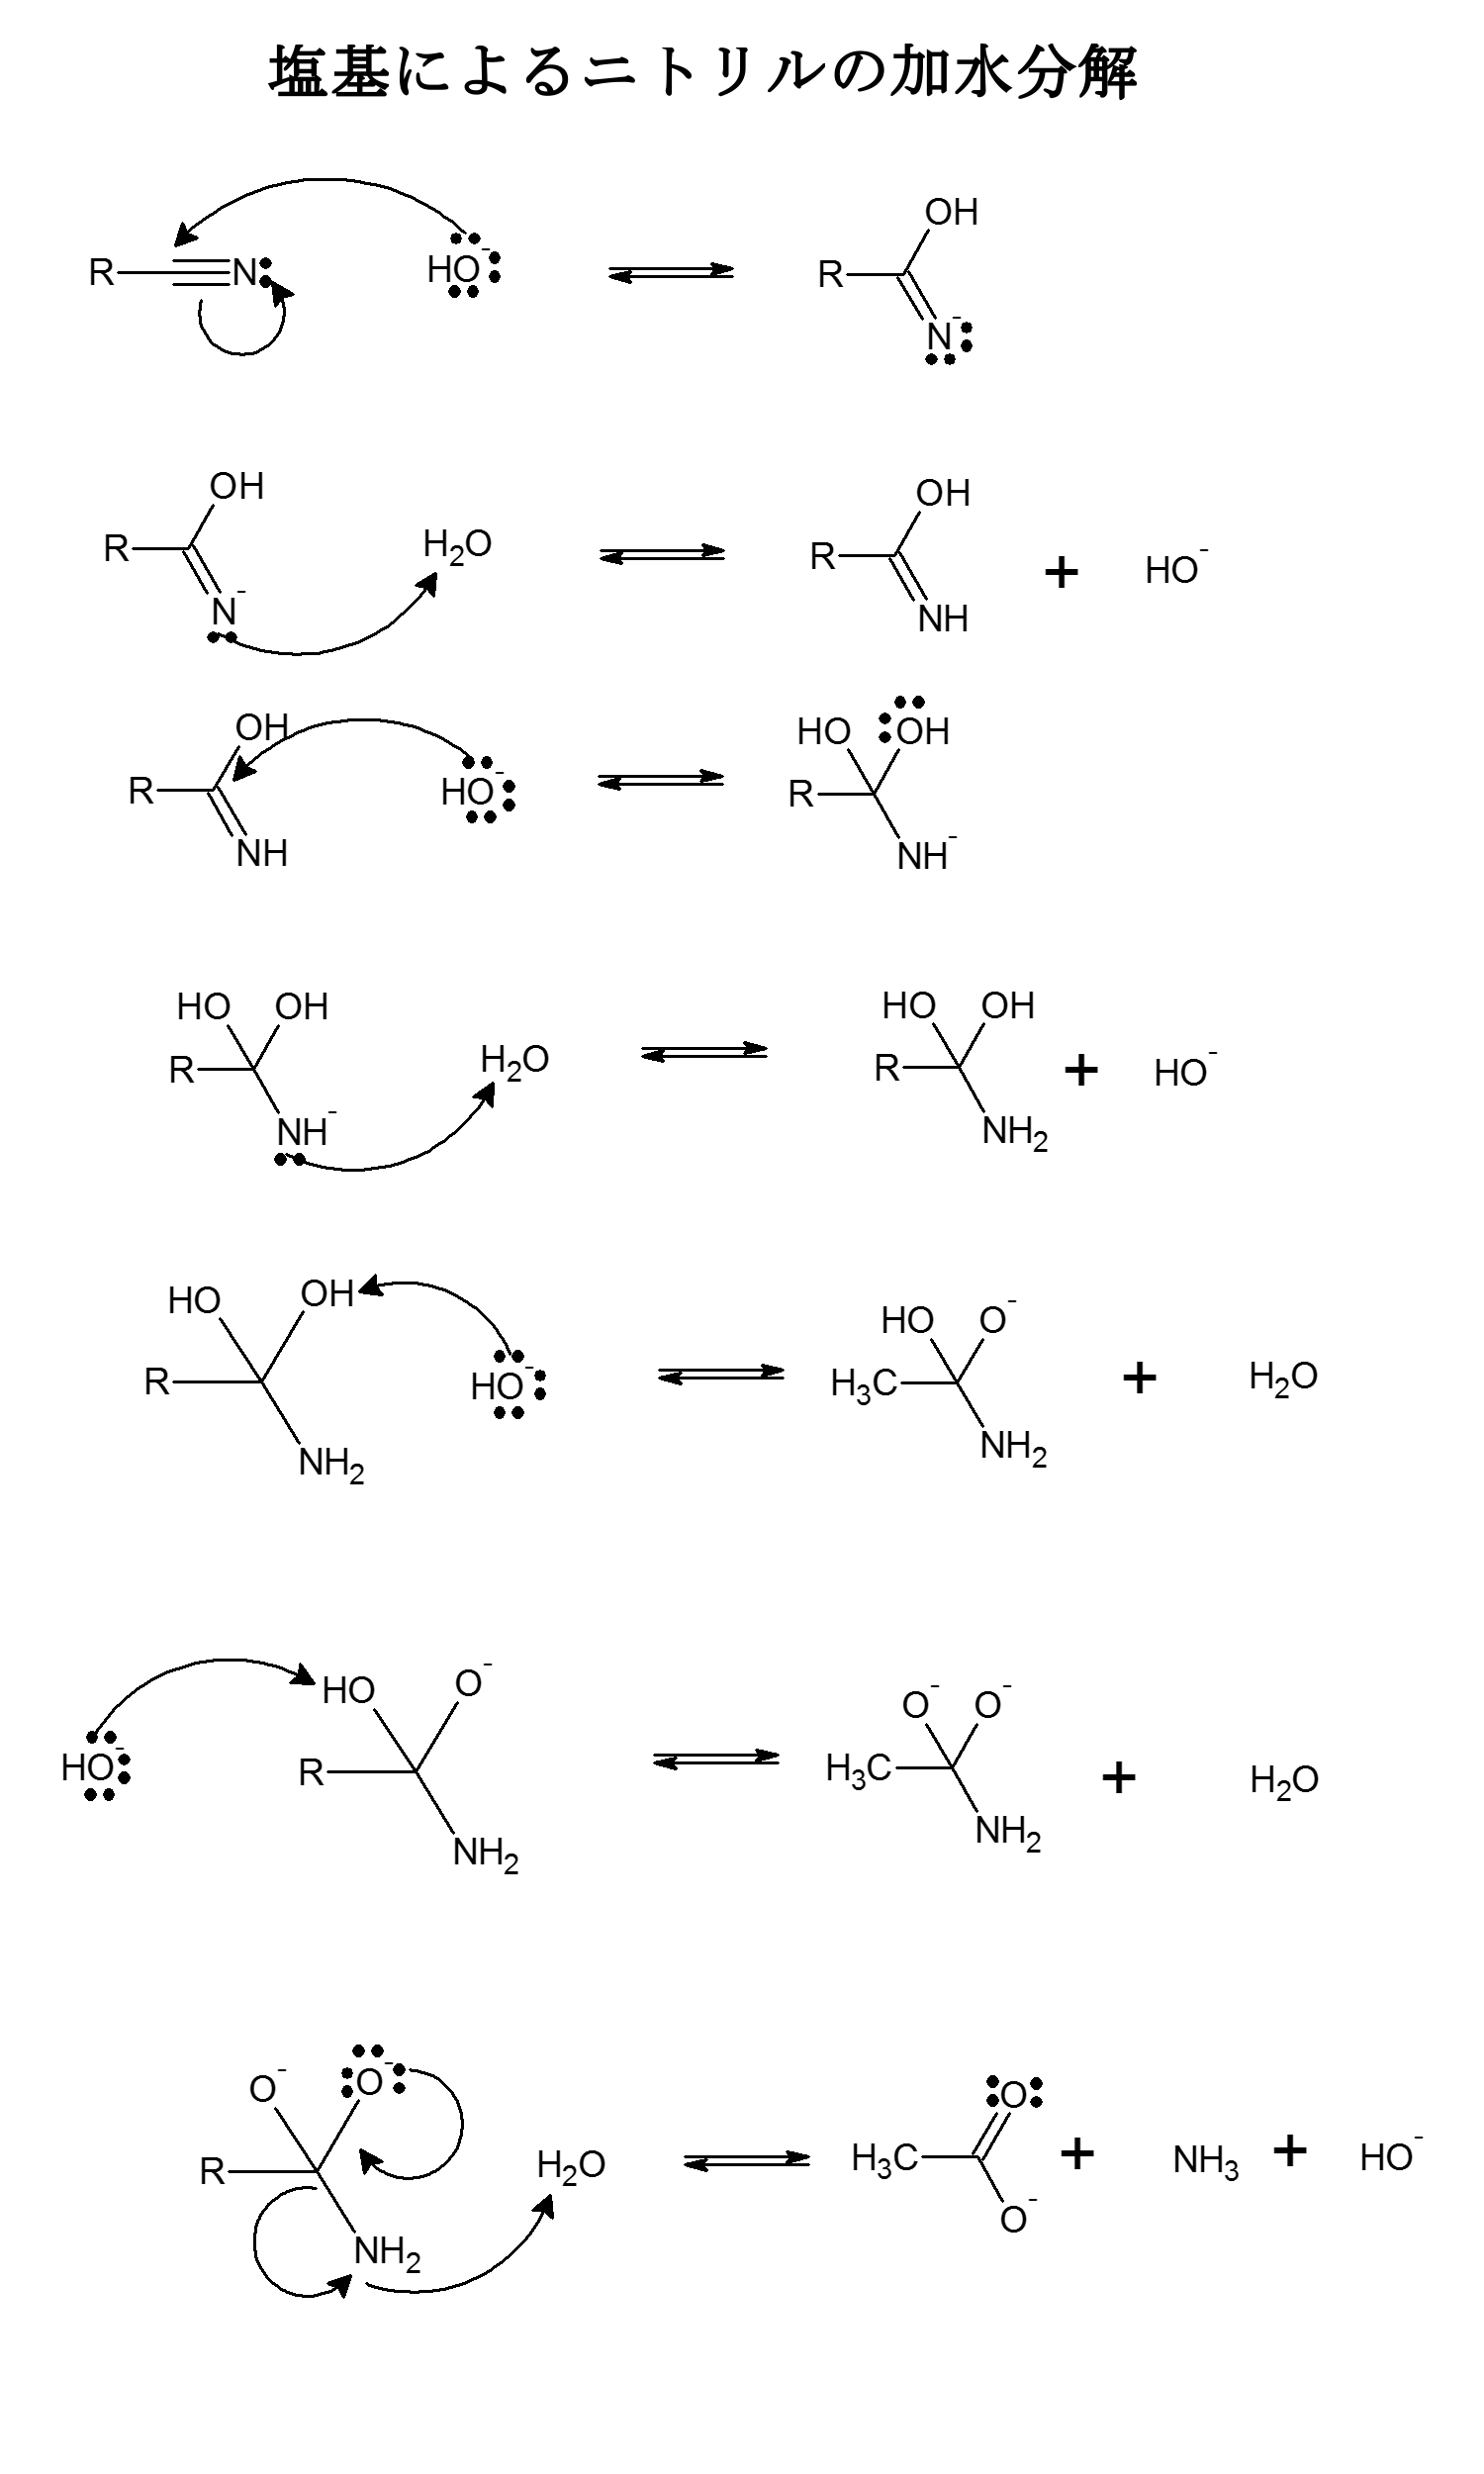 塩基によるニトリルの加水分解
R N HO- OH R N-
OH R N- H2O OH R NH + HO-
OH R NH HO- HO OH R NH-
HO OH R NH- H2O HO OH R NH2 + HO-
HO OH R NH2 HO- HO O- H3C NH2 + H2O
HO- HO O- R NH2 O- O- H3C NH2 + H2O
O- O- R NH2 H2O O H3C O- + NH3 + HO-